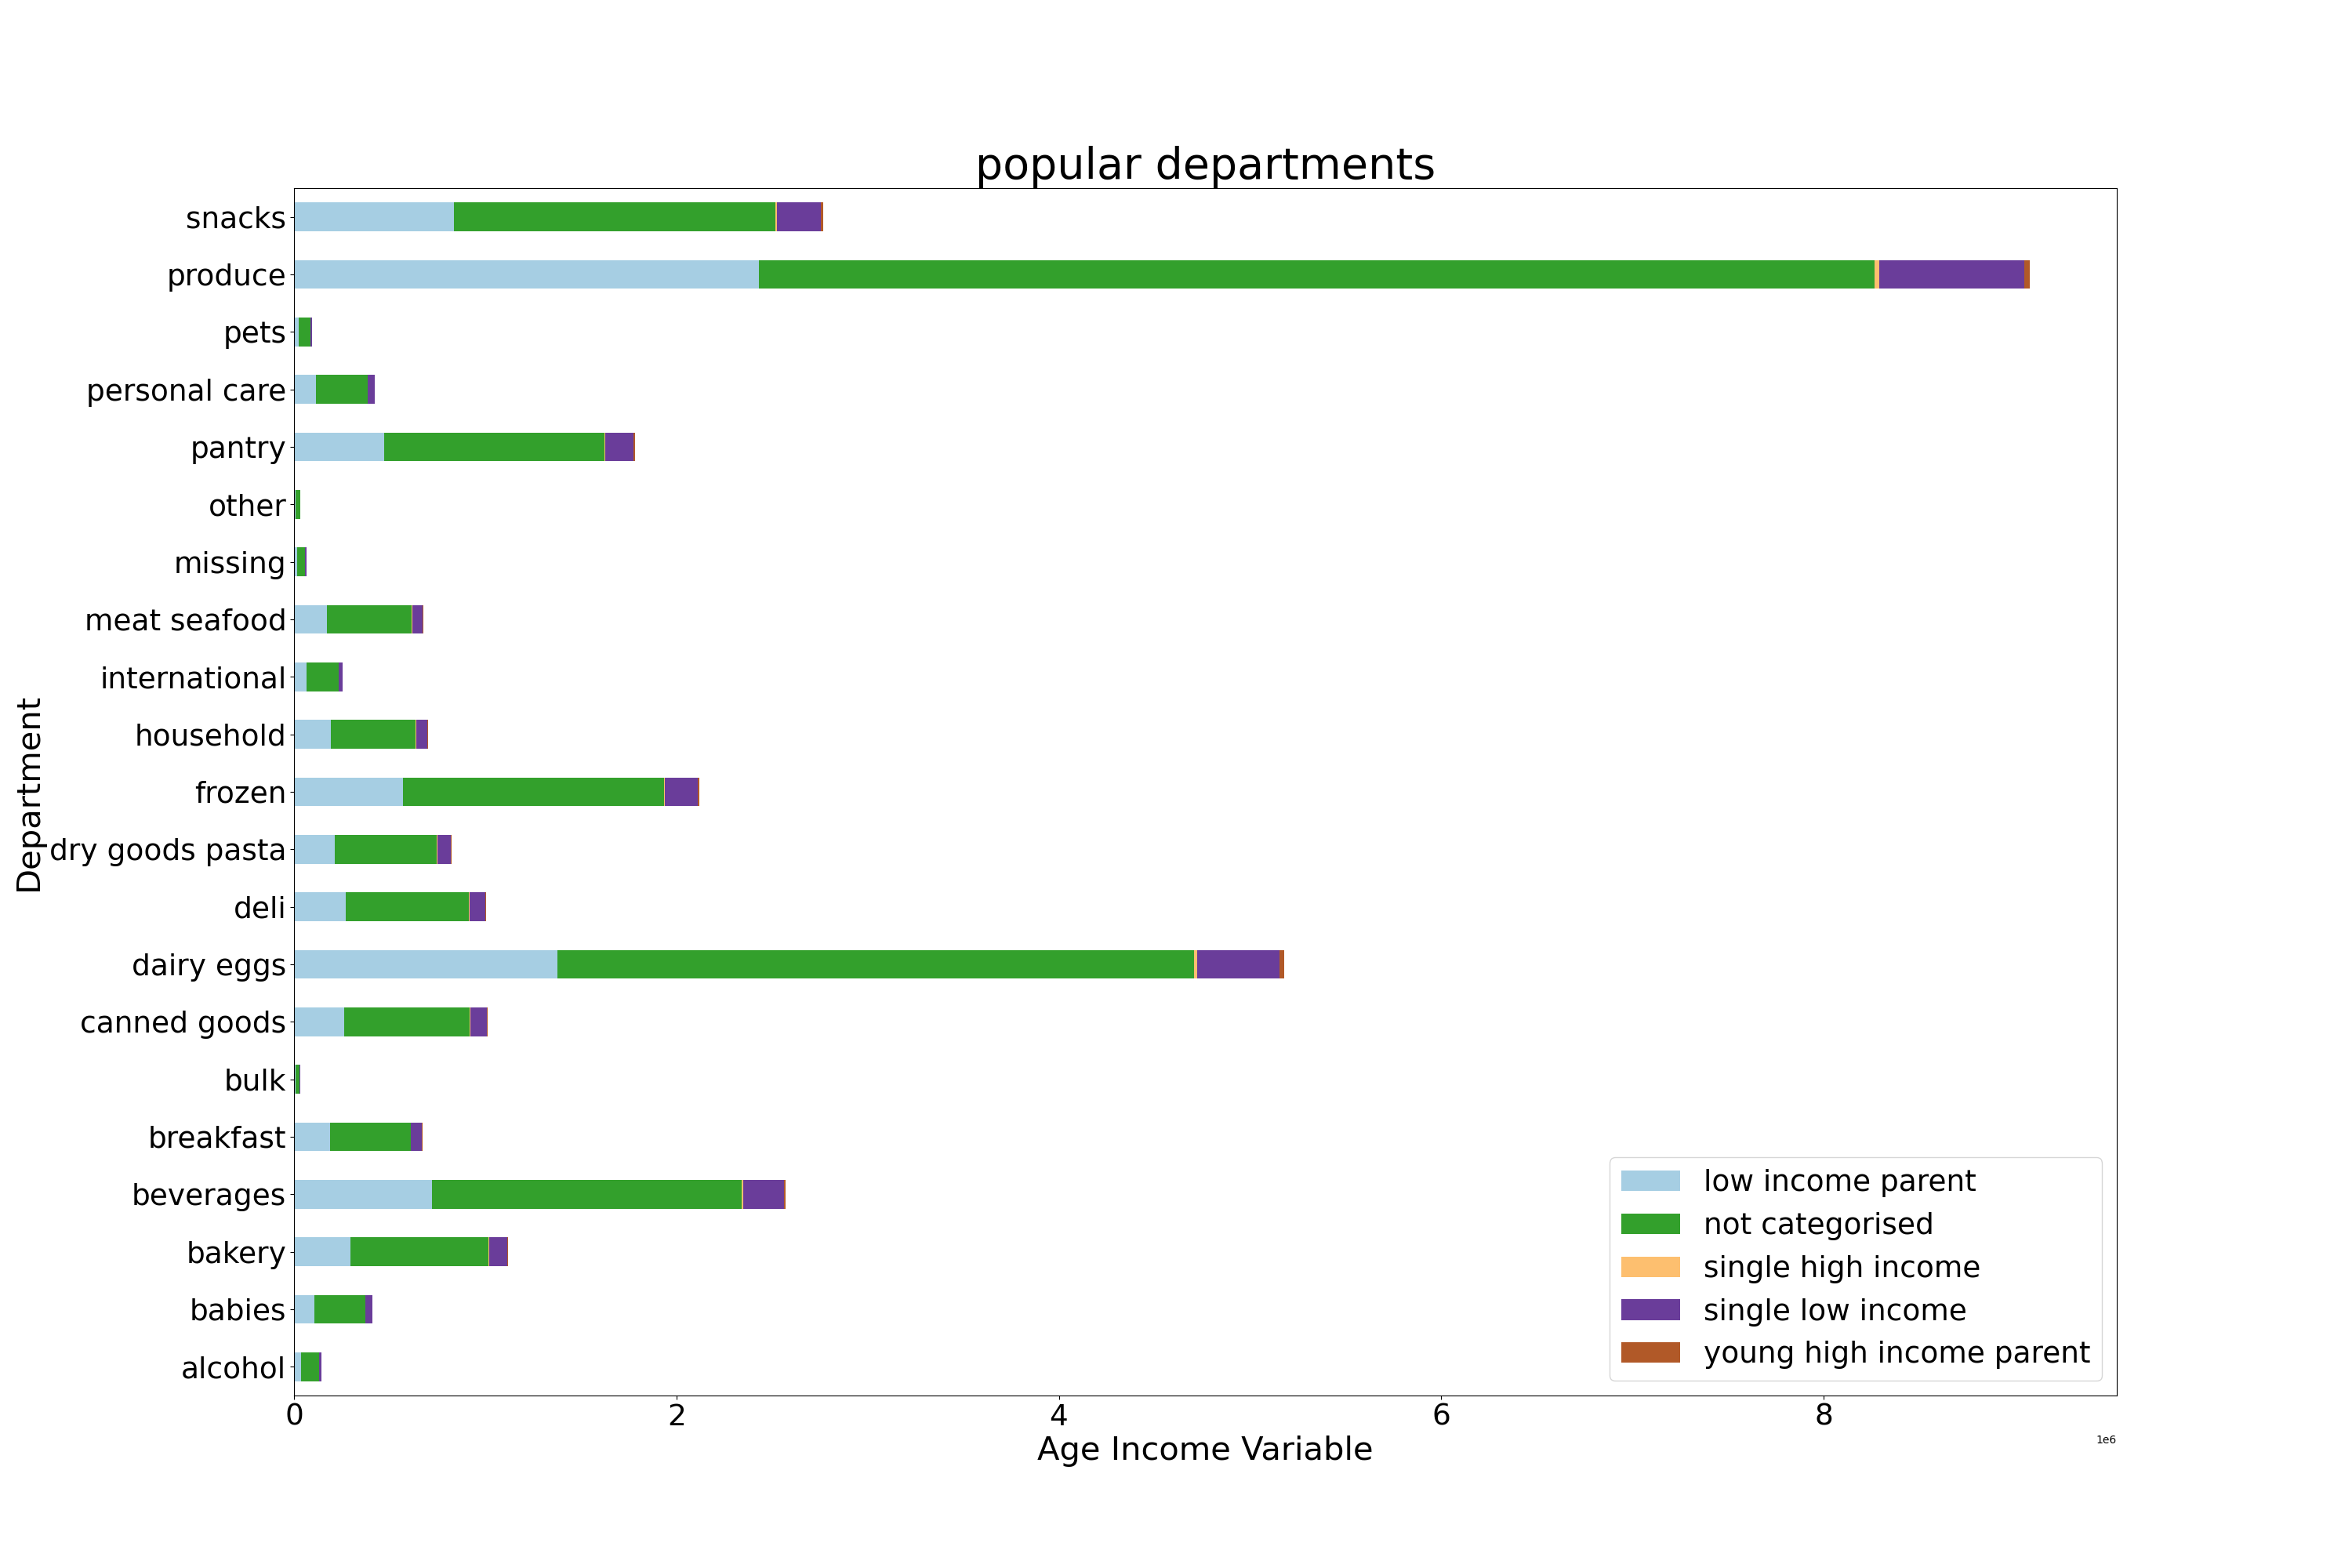 popular departments
snacks
produce
pets
personal care
pantry
other
missing
meat seafood
international
household
frozen
dry goods pasta
deli
dairy eggs
canned goods
bulk
breakfast
beverages
bakery
babies
alcohol
Department
low income parent
not categorised
single high income
single low income
young high income parent
0 2 4 6 8
1e6
Age Income Variable